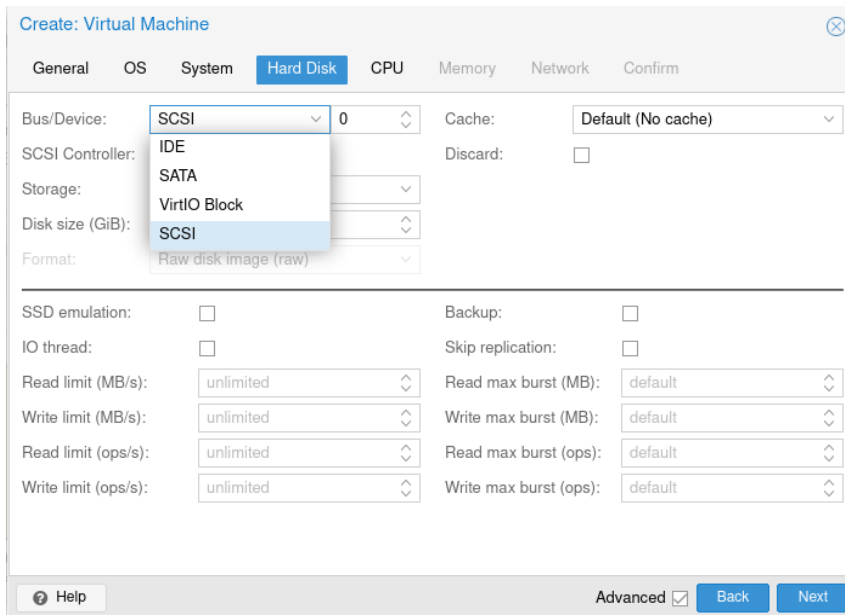 Create: Virtual Machine
General OS System Hard Disk CPU Memory Network Confirm
Bus/Device: SCSI 0 Cache: Default (No cache)
IDE
SCSI Controller: Discard:
SATA
Storage:
VirtIO Block
Disk size (GiB):
SCSI
Format: Raw disk image (raw)
SSD emulation: Backup:
IO thread: Skip replication:
Read limit (MB/s): unlimited Read max burst (MB): default
Write limit (MB/s): unlimited Write max burst (MB): default
Read limit (ops/s): unlimited Read max burst (ops): default
Write limit (ops/s): unlimited Write max burst (ops): default
? Help Advanced Back Next